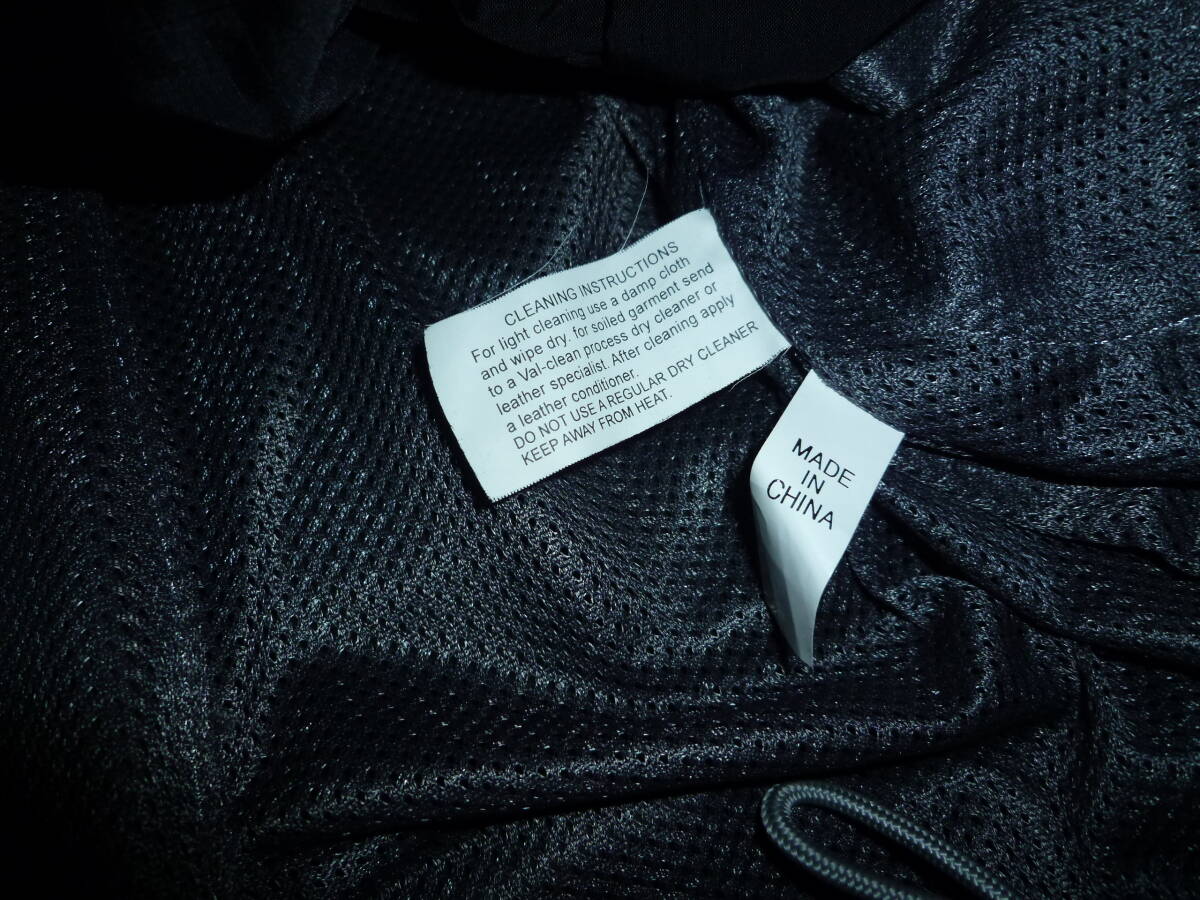 CLEANING INSTRUCTIONS
For light cleaning use a damp cloth
and wipe dry. for soiled garment send
to a Val-clean process dry cleaner or
leather specialist. After cleaning apply
a leather conditioner.
DO NOT USE A REGULAR DRY CLEANER
KEEP AWAY FROM HEAT.
MADE
IN
CHINA